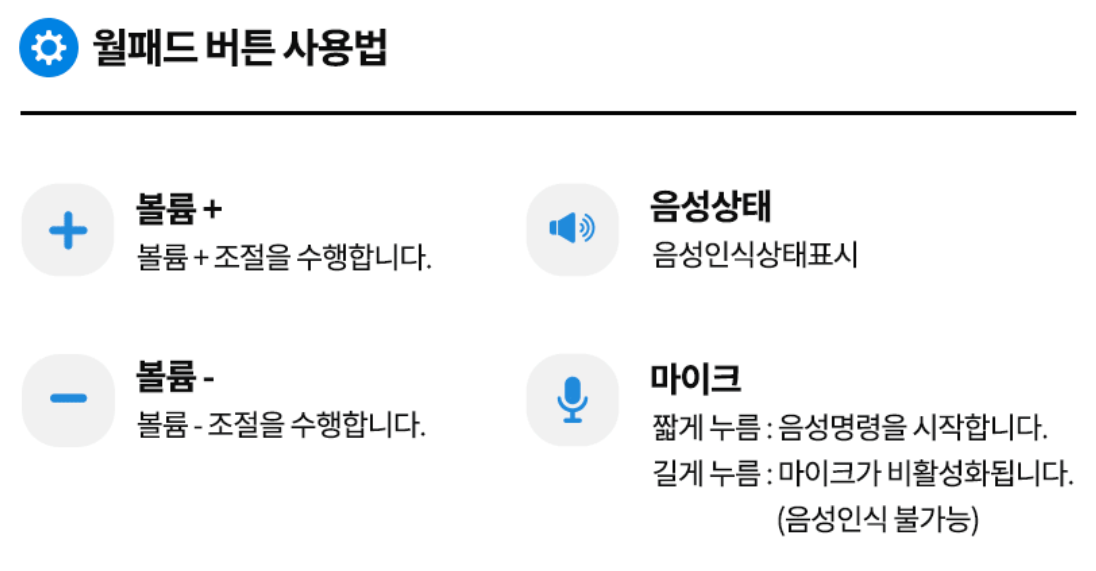 월패드 버튼 사용법
볼륨 +
볼륨 + 조절을 수행합니다.
음성상태
음성인식상태표시
볼륨 -
볼륨 - 조절을 수행합니다.
마이크
짧게 누름 : 음성명령을 시작합니다.
길게 누름 : 마이크가 비활성화됩니다.
(음성인식 불가능)